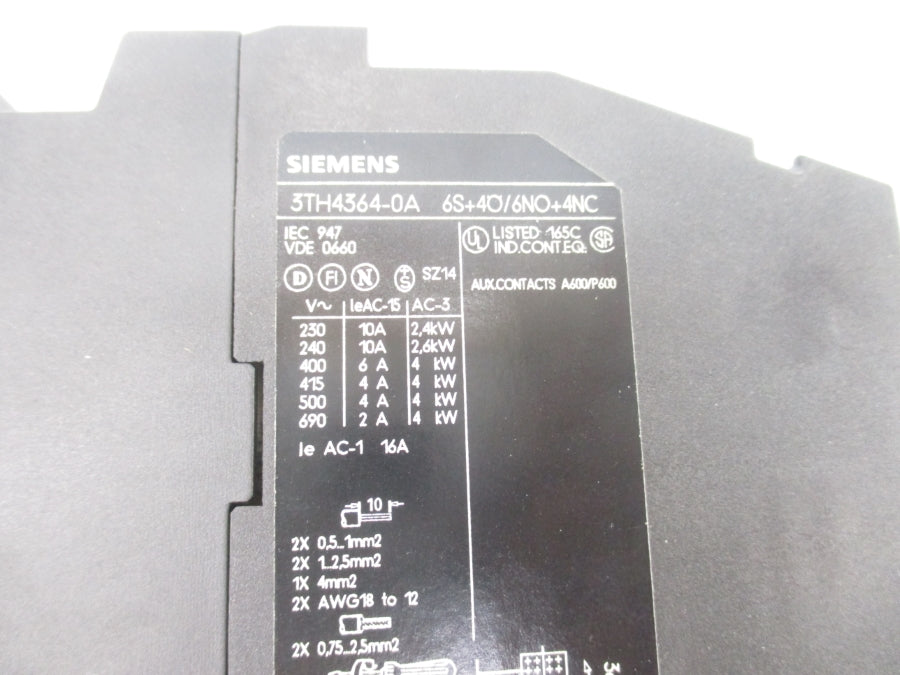 SIEMENS
3TH4364-0A 6S+4Ö/6NO+4NC
IEC 947
VDE 0660
UL LISTED 165C
IND.CONT.EQ.
D FI N S SZ14
AUX.CONTACTS A600/P600
V~ IeAC-15 AC-3
230 10A 2,4kW
240 10A 2,6kW
400 6 A 4 kW
415 4 A 4 kW
500 4 A 4 kW
690 2 A 4 kW
Ie AC-1 16A
10
2X 0,5...1mm2
2X 1...2,5mm2
1X 4mm2
2X AWG18 to 12
2X 0,75...2,5mm2